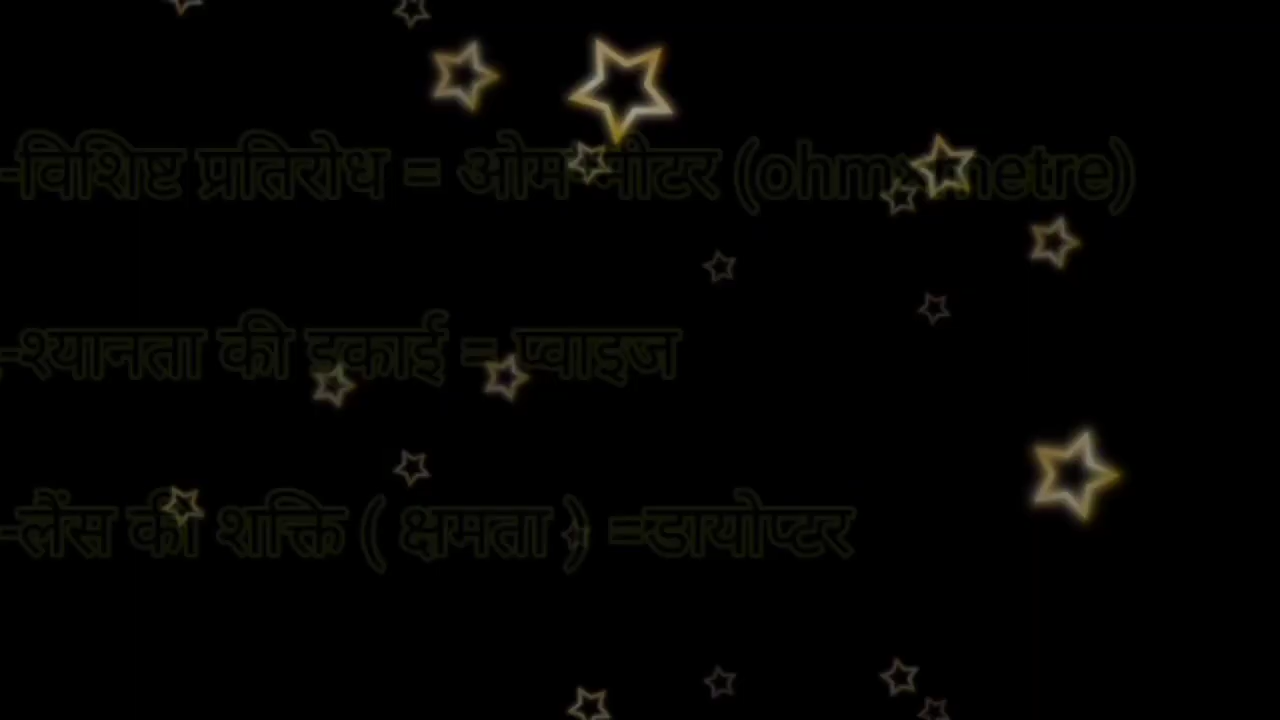 -विशिष्ट प्रतिरोध = ओम-मीटर (ohm×metre)
-श्यानता की इकाई = प्वाइज
-लैंस की शक्ति ( क्षमता ) =डायोप्टर